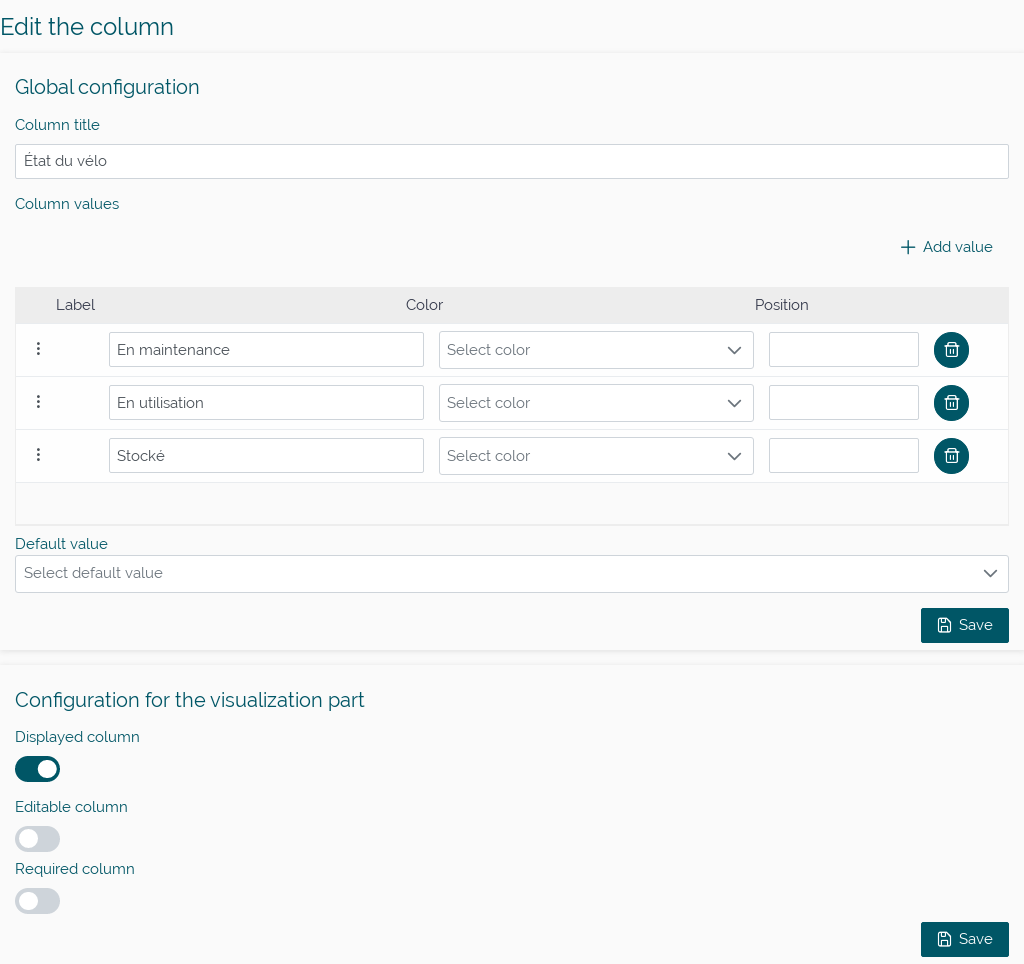 Edit the column
Global configuration
Column title
État du vélo
Column values
Add value
Label Color Position
En maintenance Select color
En utilisation Select color
Stocké Select color
Default value
Select default value
Save
Configuration for the visualization part
Displayed column
Editable column
Required column
Save